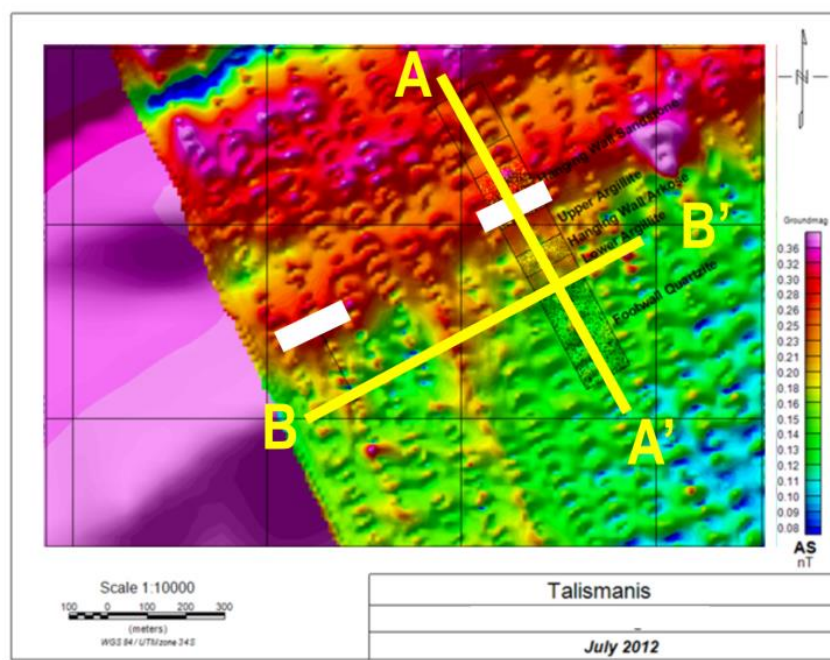 A
N
Hanging Wall Sandstone
Upper Argillite
Hanging Wall Arkose
Lower Argillite
B'
Footwall Quartzite
B
A'
Groundmag
0.36
0.32
0.30
0.28
0.26
0.25
0.23
0.22
0.20
0.18
0.17
0.16
0.15
0.14
0.13
0.12
0.11
0.10
0.09
0.08
AS
nT
Scale 1:10000
100 0 100 200 300
(meters)
WGS 84 / UTM zone 34S
Talismanis
July 2012